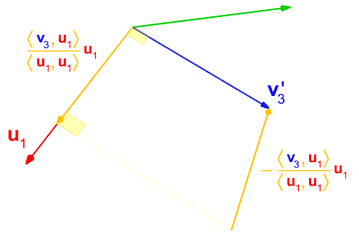 ⟨v₃, u₁⟩/⟨u₁, u₁⟩ u₁
v₃'
u₁
−⟨v₃, u₁⟩/⟨u₁, u₁⟩ u₁